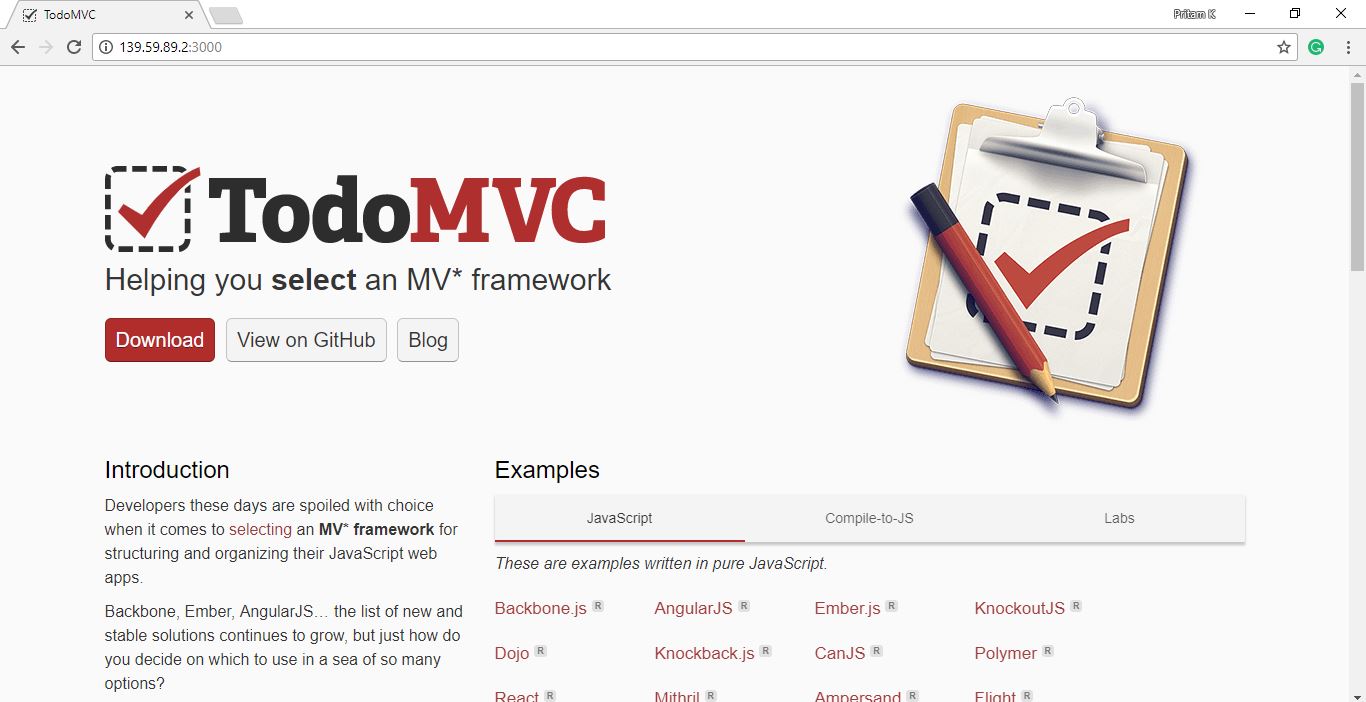 TodoMVC
Pritam K
139.59.89.2:3000
TodoMVC
Helping you select an MV* framework
Download
View on GitHub
Blog
Introduction
Developers these days are spoiled with choice
when it comes to selecting an MV* framework for
structuring and organizing their JavaScript web
apps.
Backbone, Ember, AngularJS… the list of new and
stable solutions continues to grow, but just how do
you decide on which to use in a sea of so many
options?
Examples
JavaScript Compile-to-JS Labs
These are examples written in pure JavaScript.
Backbone.js R AngularJS R Ember.js R KnockoutJS R
Dojo R Knockback.js R CanJS R Polymer R
React R Mithril R Ampersand R Flight R